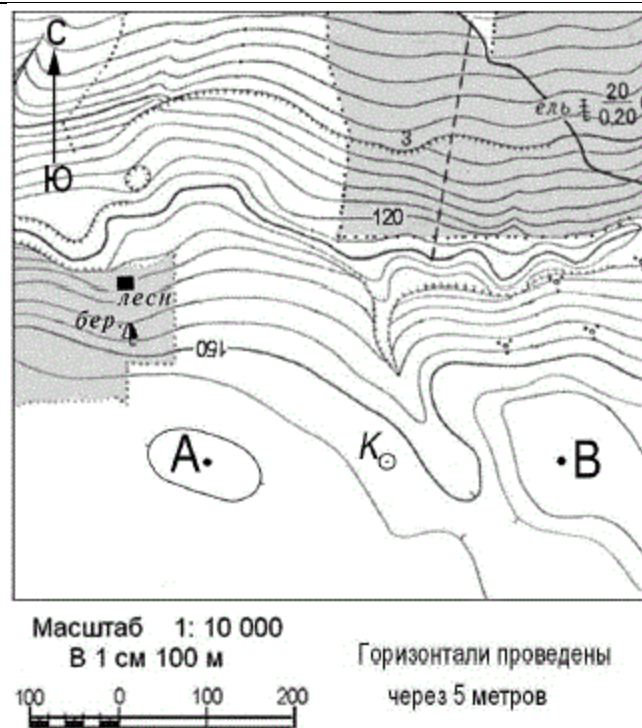 С
20
ель
0.20
3
Ю
120
лесн
бер.
160
А
К
В
Масштаб 1: 10 000
В 1 см 100 м
Горизонтали проведены
через 5 метров
100 0 100 200